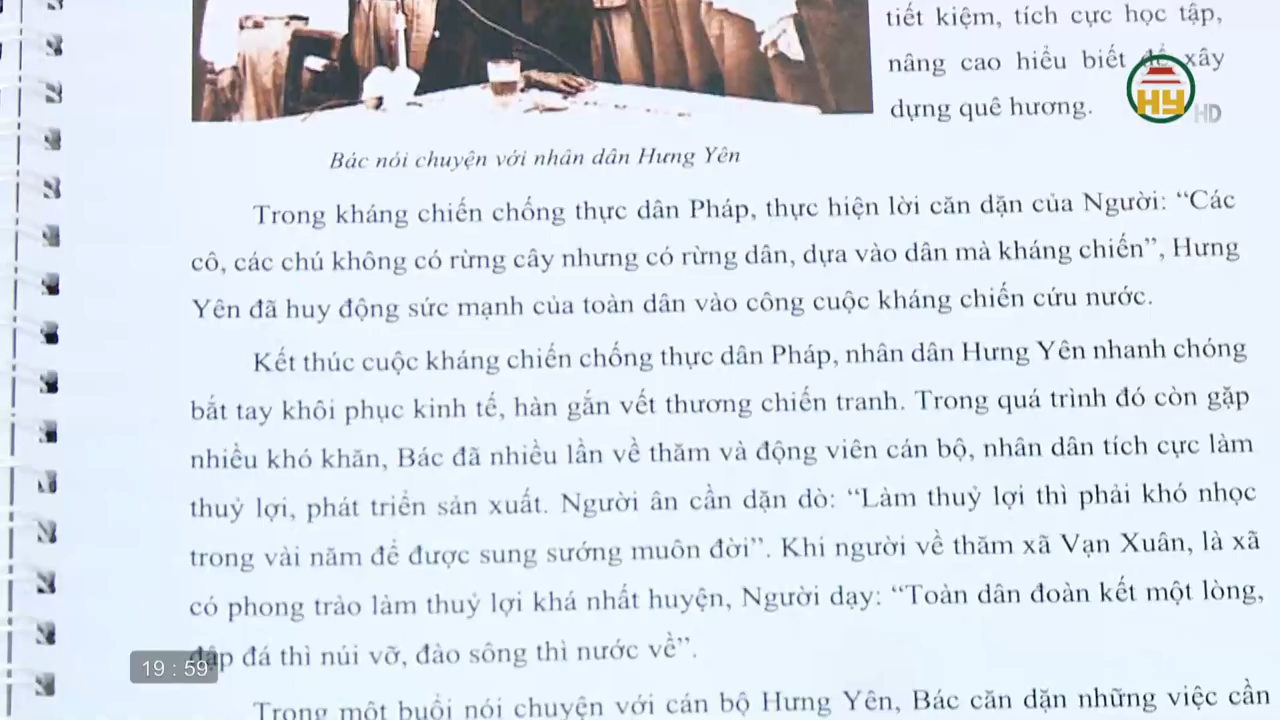 tiết kiệm, tích cực học tập,
nâng cao hiểu biết để xây
dựng quê hương.
HY HD
Bác nói chuyện với nhân dân Hưng Yên
Trong kháng chiến chống thực dân Pháp, thực hiện lời căn dặn của Người: “Các
cô, các chú không có rừng cây nhưng có rừng dân, dựa vào dân mà kháng chiến”, Hưng
Yên đã huy động sức mạnh của toàn dân vào công cuộc kháng chiến cứu nước.
Kết thúc cuộc kháng chiến chống thực dân Pháp, nhân dân Hưng Yên nhanh chóng
bắt tay khôi phục kinh tế, hàn gắn vết thương chiến tranh. Trong quá trình đó còn gặp
nhiều khó khăn, Bác đã nhiều lần về thăm và động viên cán bộ, nhân dân tích cực làm
thuỷ lợi, phát triển sản xuất. Người ân cần dặn dò: “Làm thuỷ lợi thì phải khó nhọc
trong vài năm để được sung sướng muôn đời”. Khi người về thăm xã Vạn Xuân, là xã
có phong trào làm thuỷ lợi khá nhất huyện, Người dạy: “Toàn dân đoàn kết một lòng,
đập đá thì núi vỡ, đào sông thì nước về”.
19 : 59
Trong một buổi nói chuyện với cán bộ Hưng Yên, Bác căn dặn những việc cần